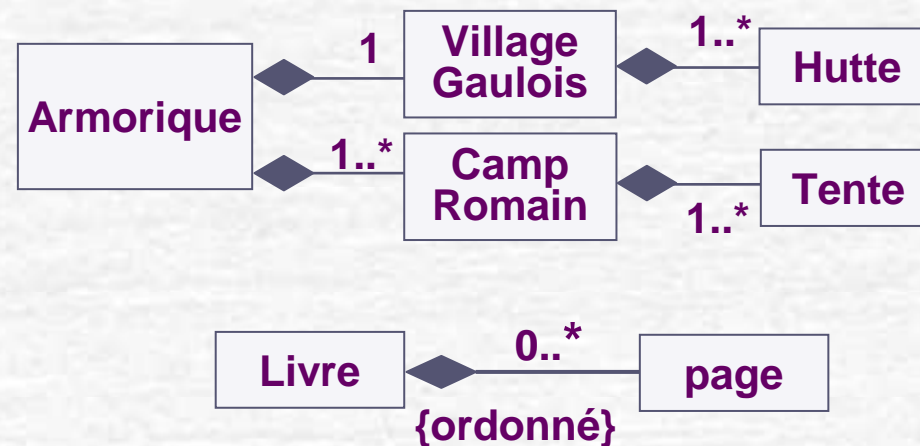 Armorique
1
Village
Gaulois
1..*
Hutte
1..*
Camp
Romain
1..*
Tente
Livre
0..*
{ordonné}
page